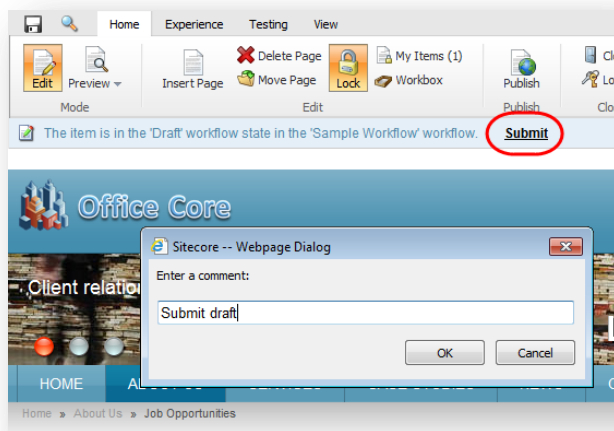 Home Experience Testing View
Edit Preview Insert Page Delete Page Move Page Lock My Items (1) Workbox Publish
Mode Edit Publish
The item is in the 'Draft' workflow state in the 'Sample Workflow' workflow. Submit
Office Core
Sitecore -- Webpage Dialog
Enter a comment:
Client
Submit draft
OK Cancel
HOME
Home » About Us » Job Opportunities